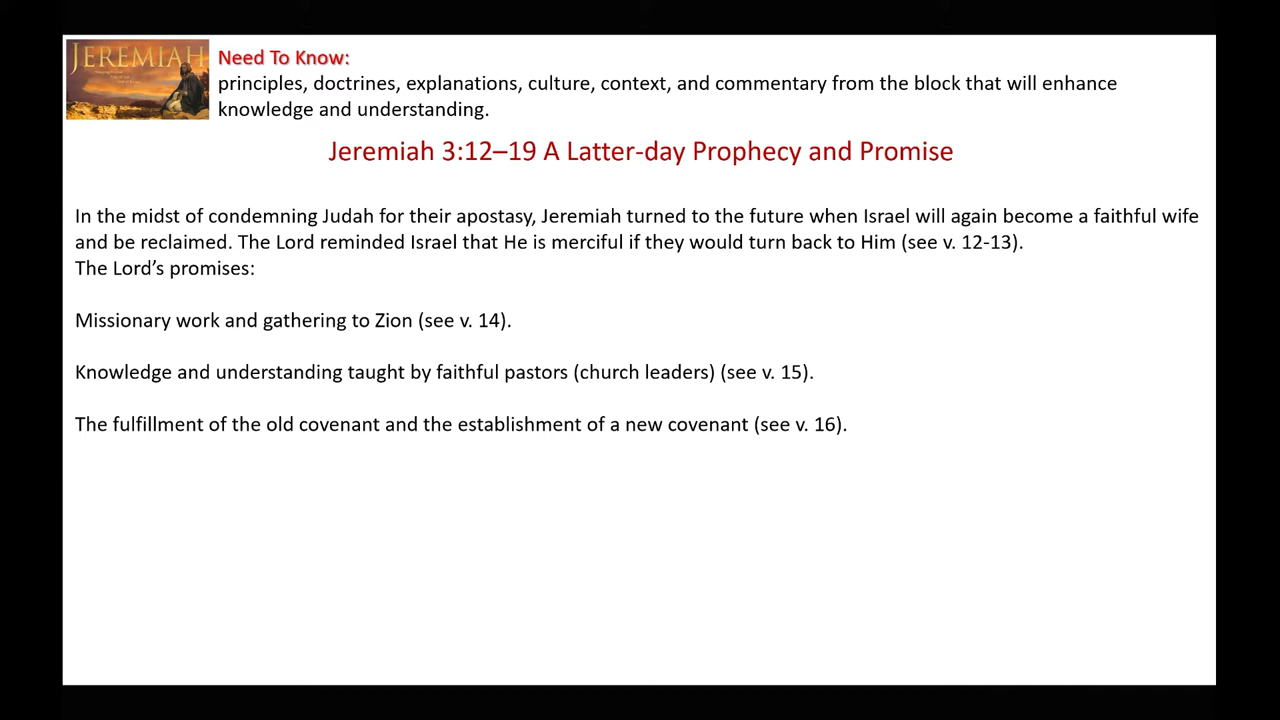 JEREMIAH
Need To Know:
principles, doctrines, explanations, culture, context, and commentary from the block that will enhance
knowledge and understanding.
Jeremiah 3:12–19 A Latter-day Prophecy and Promise
In the midst of condemning Judah for their apostasy, Jeremiah turned to the future when Israel will again become a faithful wife
and be reclaimed. The Lord reminded Israel that He is merciful if they would turn back to Him (see v. 12-13).
The Lord’s promises:
Missionary work and gathering to Zion (see v. 14).
Knowledge and understanding taught by faithful pastors (church leaders) (see v. 15).
The fulfillment of the old covenant and the establishment of a new covenant (see v. 16).